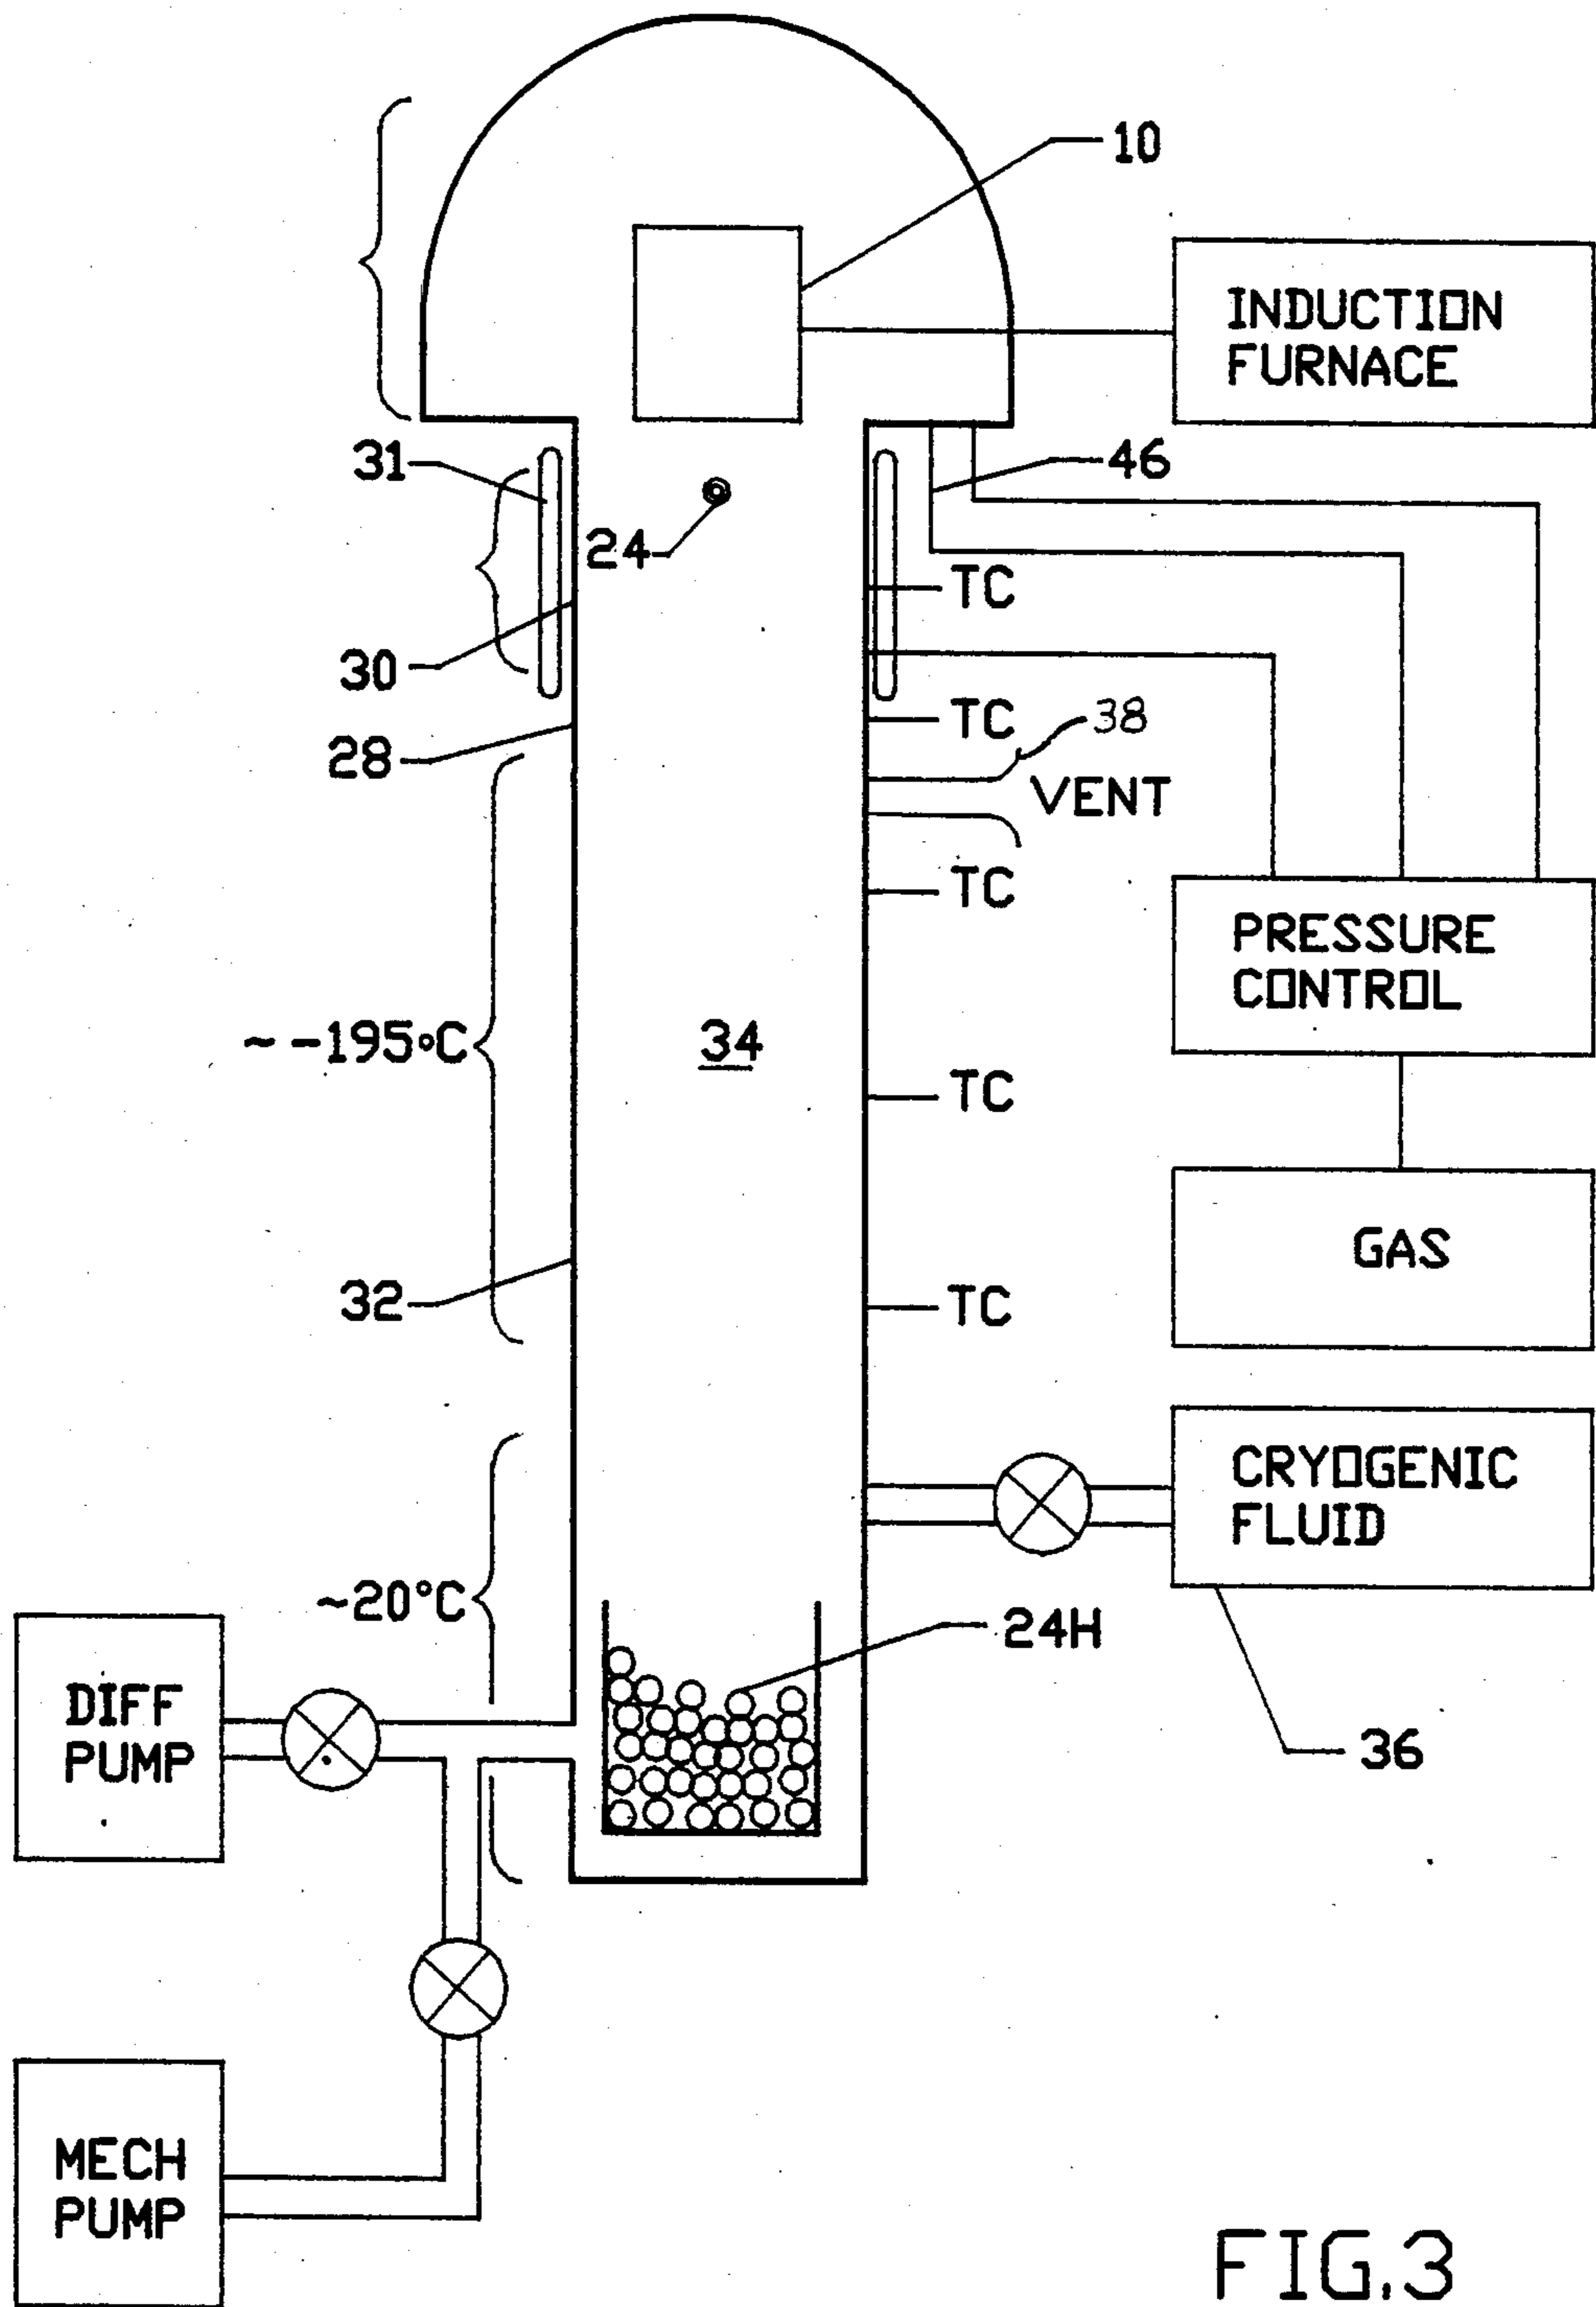 10
INDUCTION
FURNACE
31
46
24
TC
30
TC
38
28
VENT
TC
PRESSURE
CONTROL
~-195°C
34
TC
GAS
32
TC
CRYOGENIC
FLUID
~20°C
24H
DIFF
PUMP
36
MECH
PUMP
FIG.3